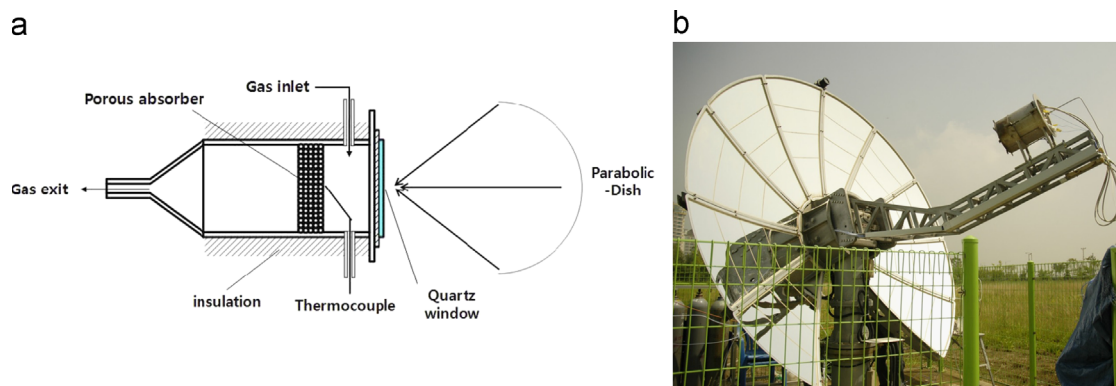 a
b
Gas inlet
Porous absorber
Gas exit
Parabolic
-Dish
insulation
Thermocouple
Quartz
window